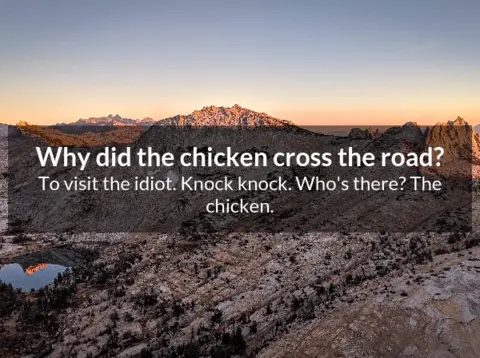 Why did the chicken cross the road?
To visit the idiot. Knock knock. Who's there? The
chicken.